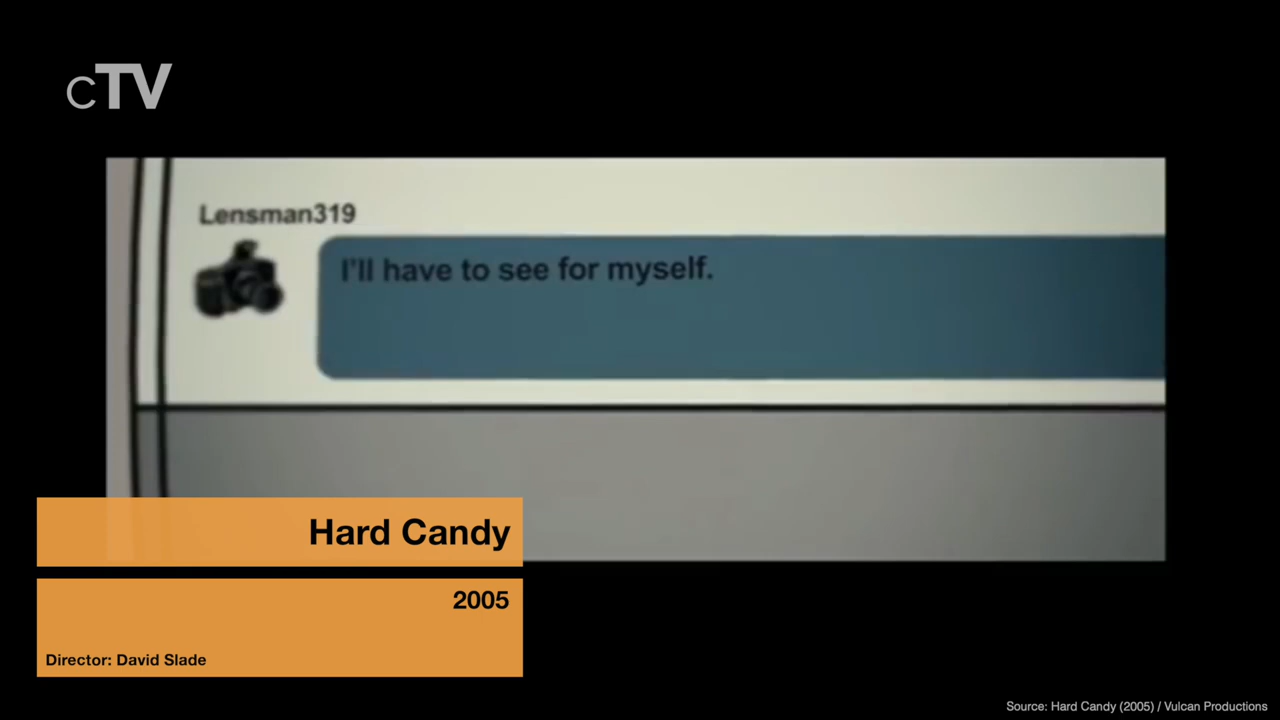 cTV
Lensman319
I'll have to see for myself.
Hard Candy
2005
Director: David Slade
Source: Hard Candy (2005) / Vulcan Productions